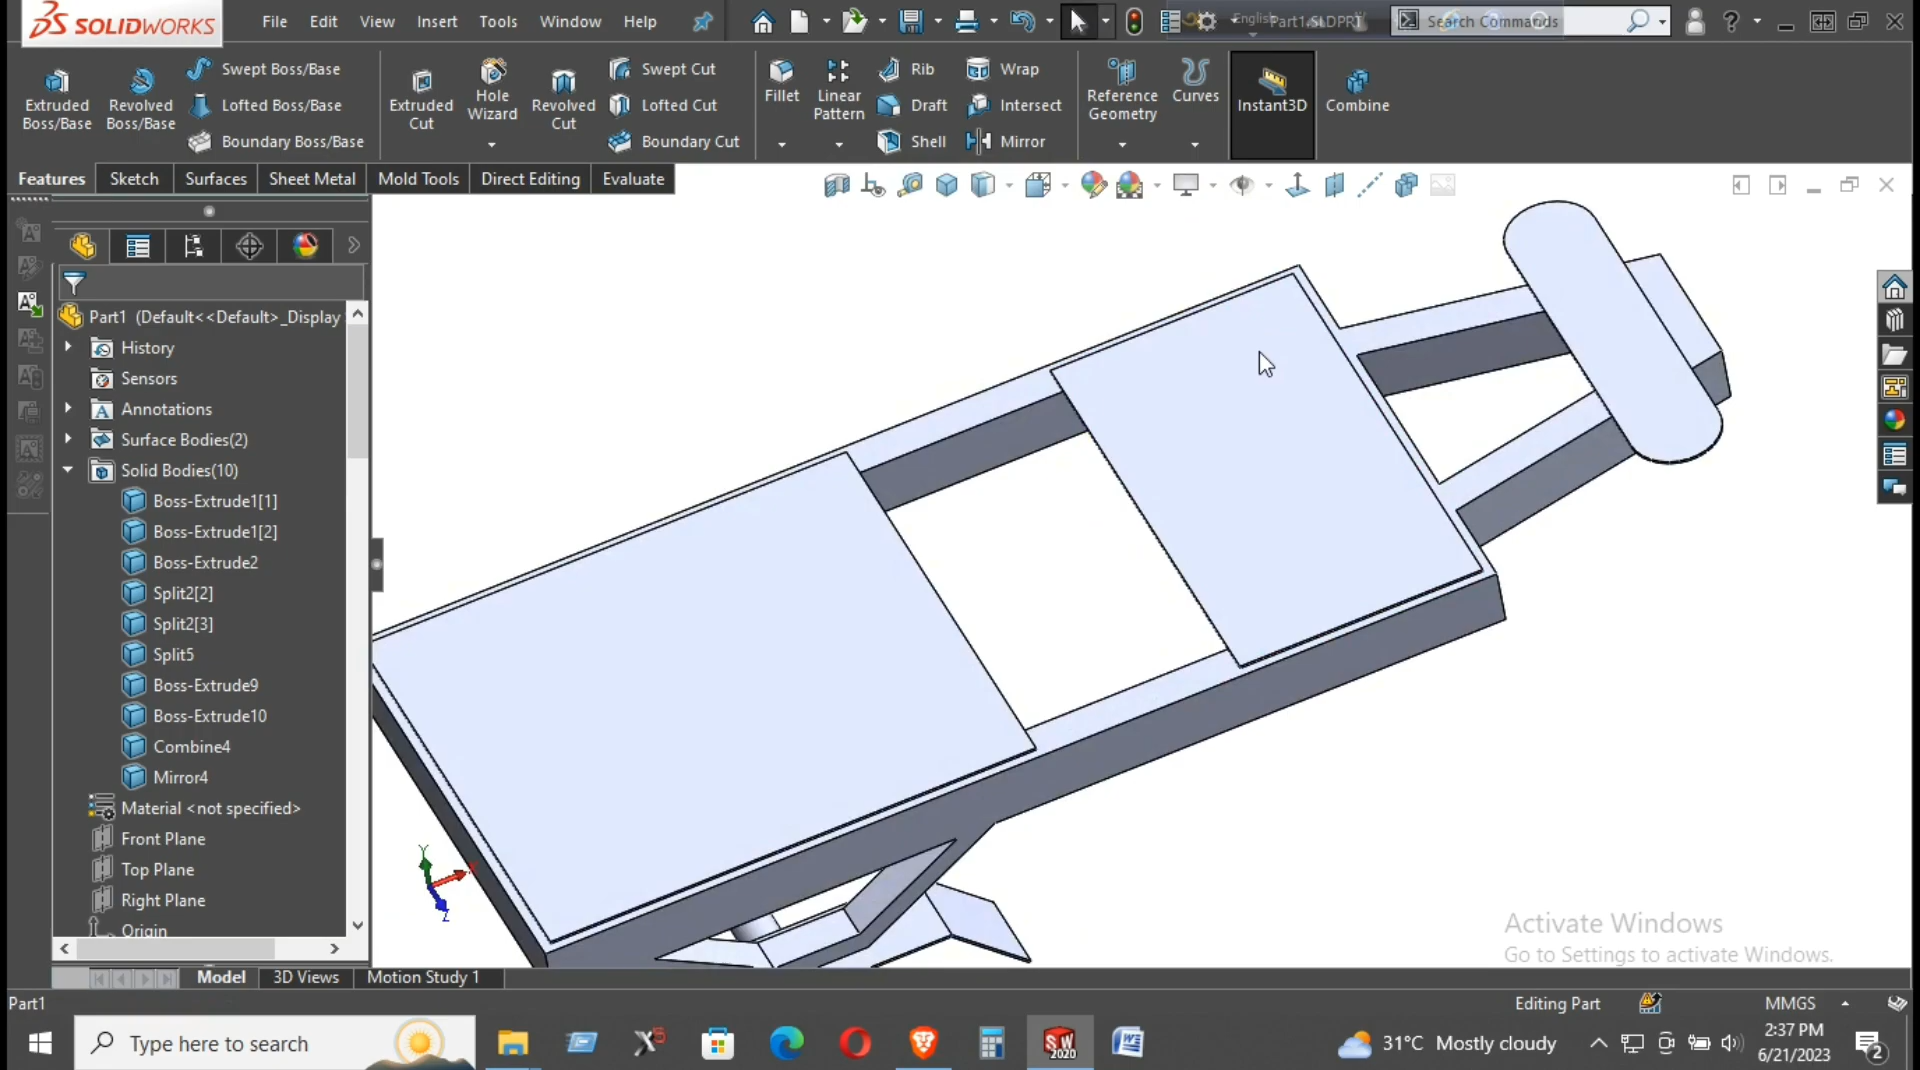 SOLIDWORKS
File Edit View Insert Tools Window Help
Part1.SLDPRT
Search Commands
Extruded Boss/Base
Revolved Boss/Base
Swept Boss/Base
Lofted Boss/Base
Boundary Boss/Base
Extruded Cut
Hole Wizard
Revolved Cut
Swept Cut
Lofted Cut
Boundary Cut
Fillet
Linear Pattern
Rib
Draft
Shell
Wrap
Intersect
Mirror
Reference Geometry
Curves
Instant3D
Combine
Features Sketch Surfaces Sheet Metal Mold Tools Direct Editing Evaluate
Part1 (Default<<Default>_Display
History
Sensors
Annotations
Surface Bodies(2)
Solid Bodies(10)
Boss-Extrude1[1]
Boss-Extrude1[2]
Boss-Extrude2
Split2[2]
Split2[3]
Split5
Boss-Extrude9
Boss-Extrude10
Combine4
Mirror4
Material <not specified>
Front Plane
Top Plane
Right Plane
Origin
Y
Z
Activate Windows
Go to Settings to activate Windows.
Model 3D Views Motion Study 1
Part1
Editing Part
MMGS
Type here to search
SW 2020
31°C Mostly cloudy
2:37 PM
6/21/2023
2